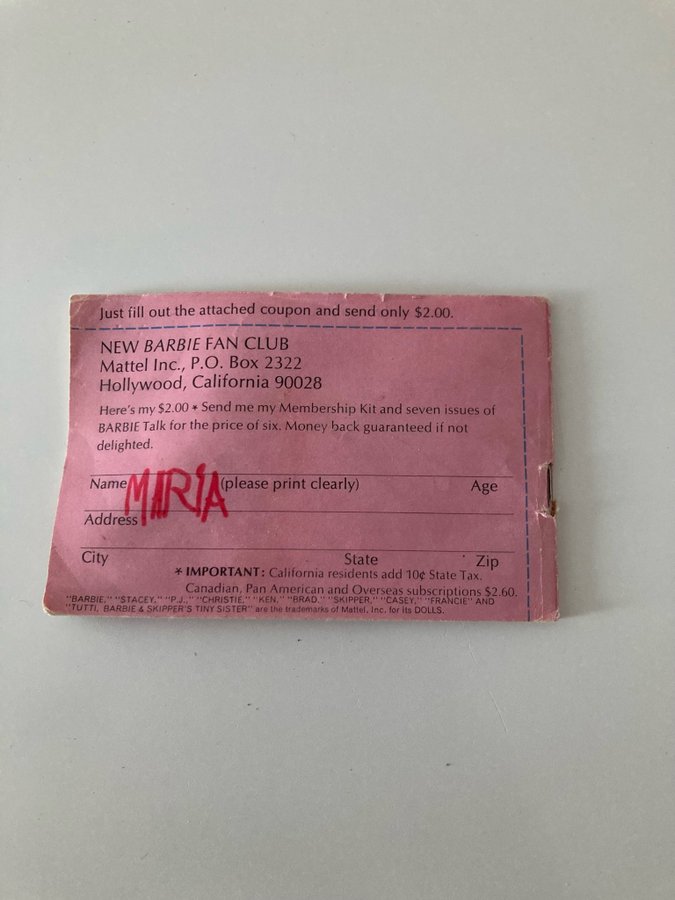 Just fill out the attached coupon and send only $2.00.
NEW BARBIE FAN CLUB
Mattel Inc., P.O. Box 2322
Hollywood, California 90028
Here's my $2.00 * Send me my Membership Kit and seven issues of
BARBIE Talk for the price of six. Money back guaranteed if not
delighted.
Name MARIA (please print clearly) Age
Address
City State Zip
* IMPORTANT: California residents add 10¢ State Tax.
Canadian, Pan American and Overseas subscriptions $2.60.
"BARBIE," "STACEY," "P.J.," "CHRISTIE," "KEN," "BRAD," "SKIPPER," "CASEY," "FRANCIE" AND
"TUTTI, BARBIE & SKIPPER'S TINY SISTER" are the trademarks of Mattel, Inc. for its DOLLS.